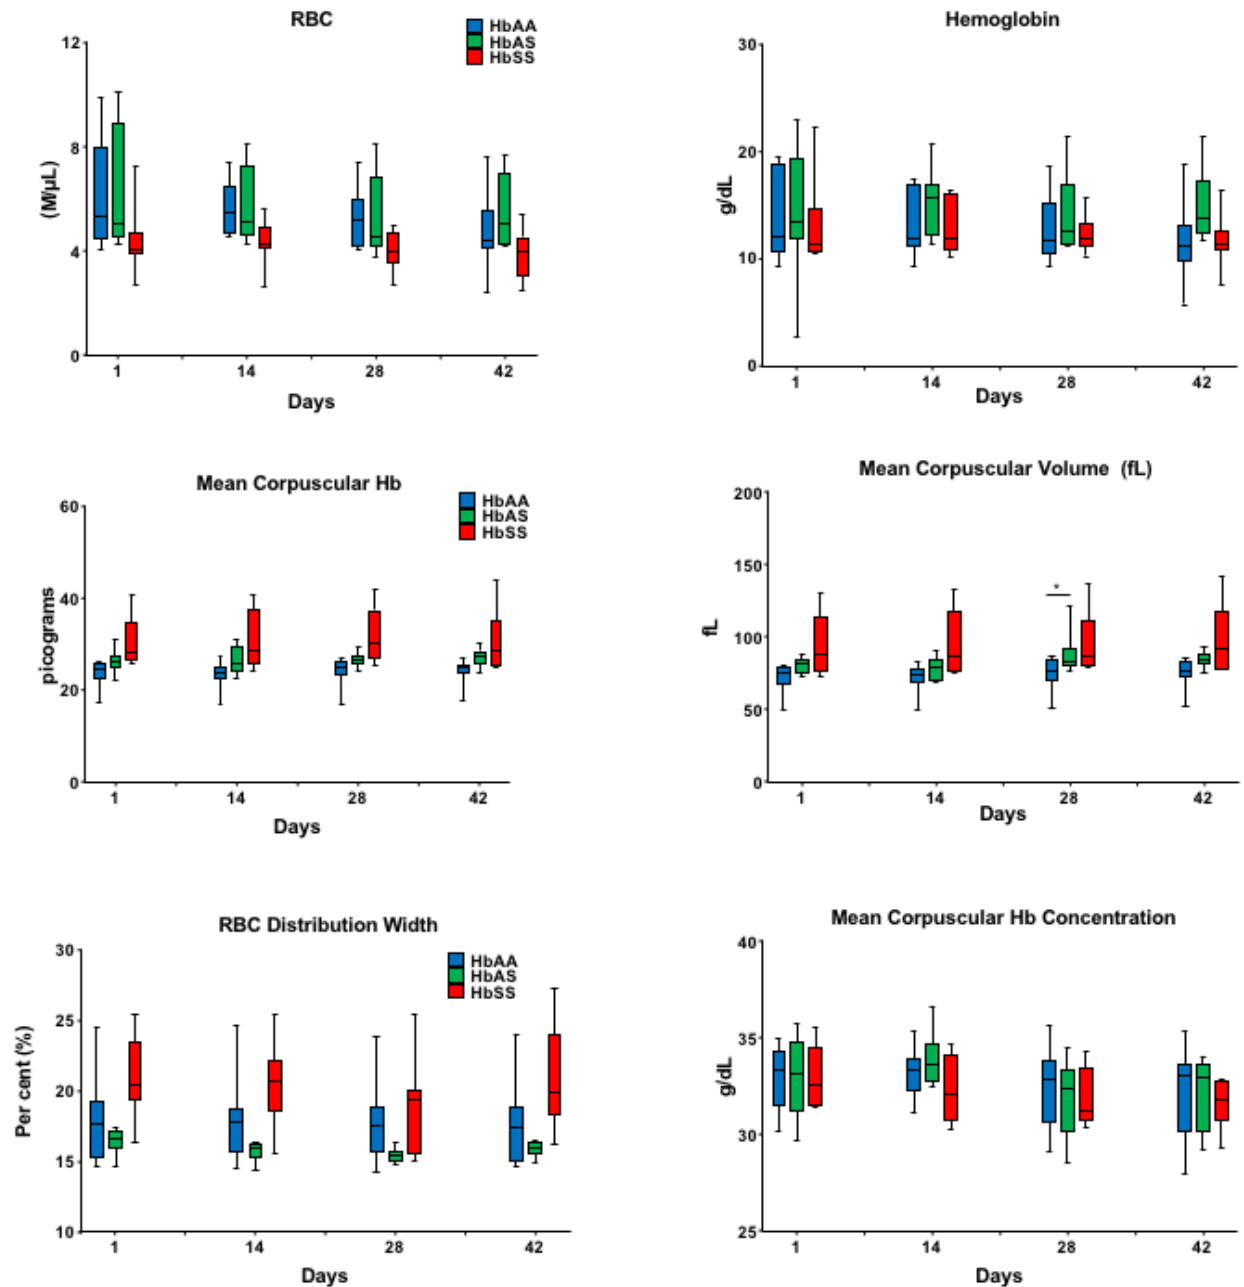 RBC
HbAA
HbAS
HbSS
12
8
4
0
(M/µL)
1 14 28 42
Days
Hemoglobin
30
20
10
0
g/dL
1 14 28 42
Days
Mean Corpuscular Hb
HbAA
HbAS
HbSS
60
40
20
0
picograms
1 14 28 42
Days
Mean Corpuscular Volume (fL)
200
150
100
50
0
fL
*
1 14 28 42
Days
RBC Distribution Width
HbAA
HbAS
HbSS
30
25
20
15
10
Per cent (%)
1 14 28 42
Days
Mean Corpuscular Hb Concentration
40
35
30
25
g/dL
1 14 28 42
Days